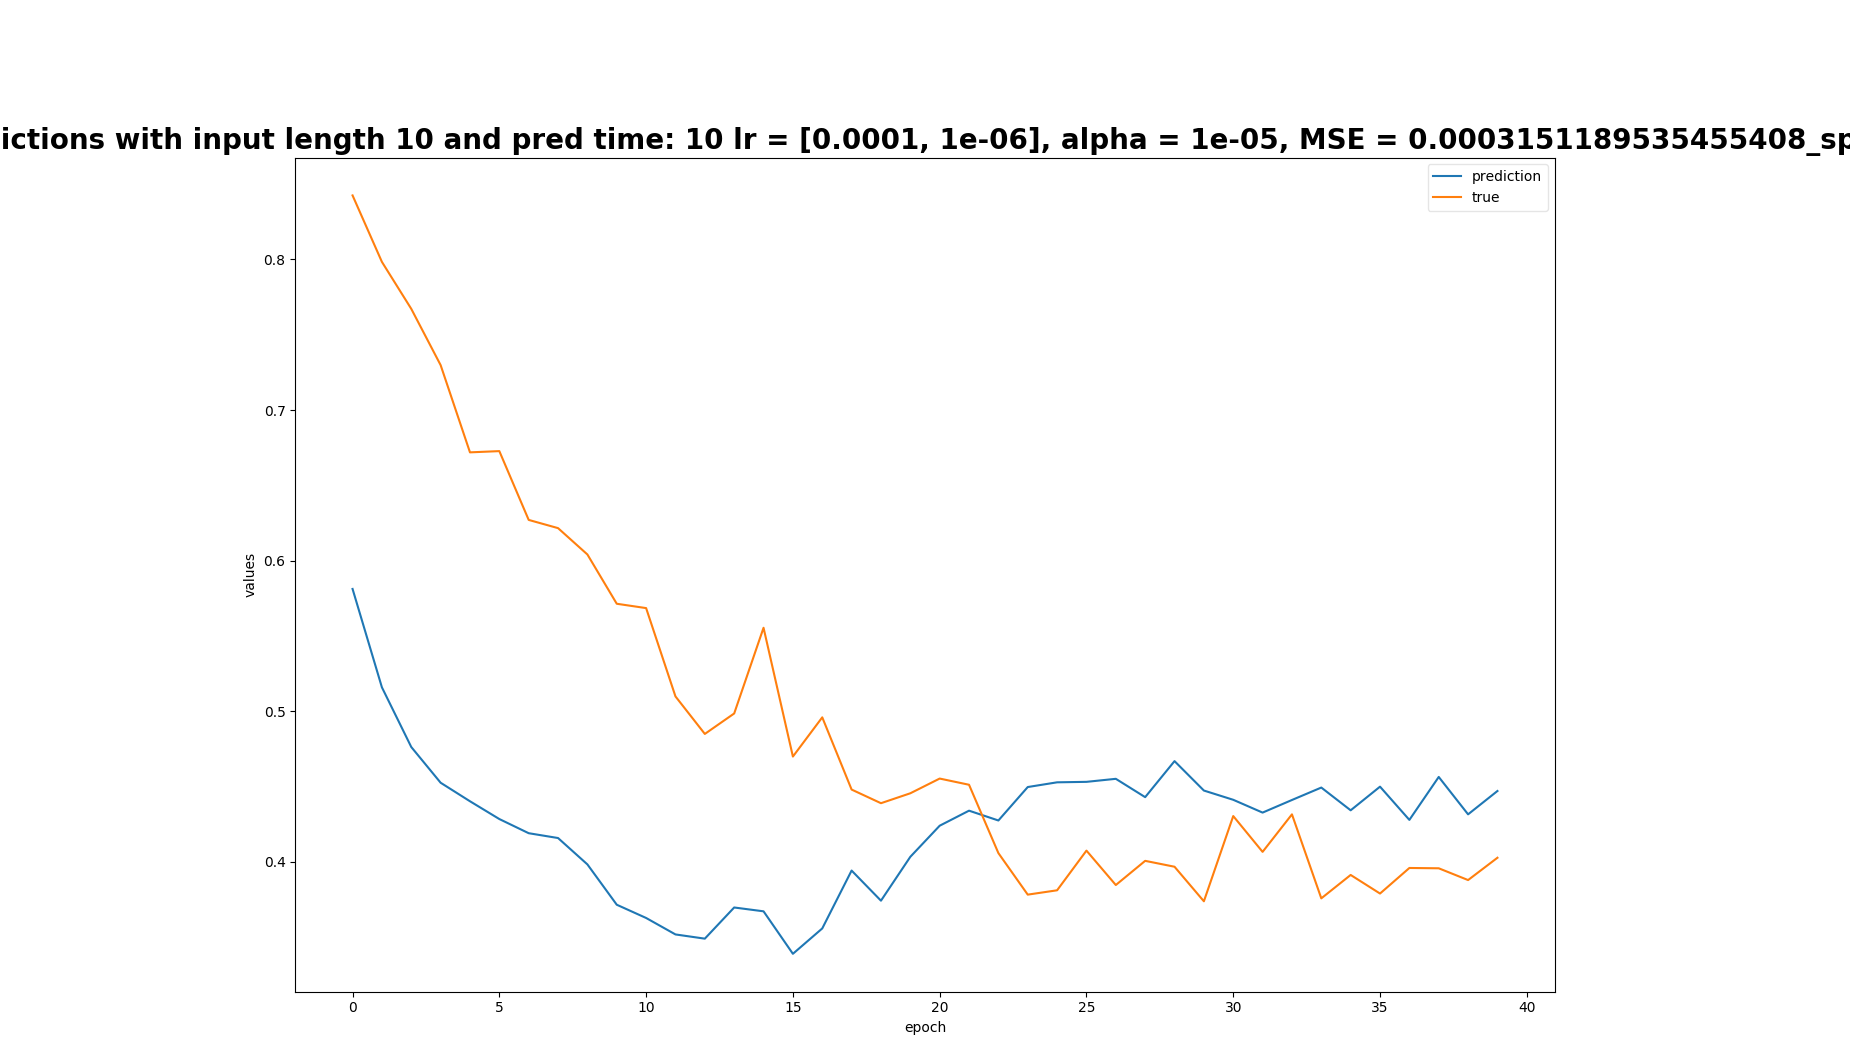 ictions with input length 10 and pred time: 10 lr = [0.0001, 1e-06], alpha = 1e-05, MSE = 0.0003151189535455408_sp
prediction
true
0.8
0.7
0.6
0.5
0.4
values
0 5 10 15 20 25 30 35 40
epoch